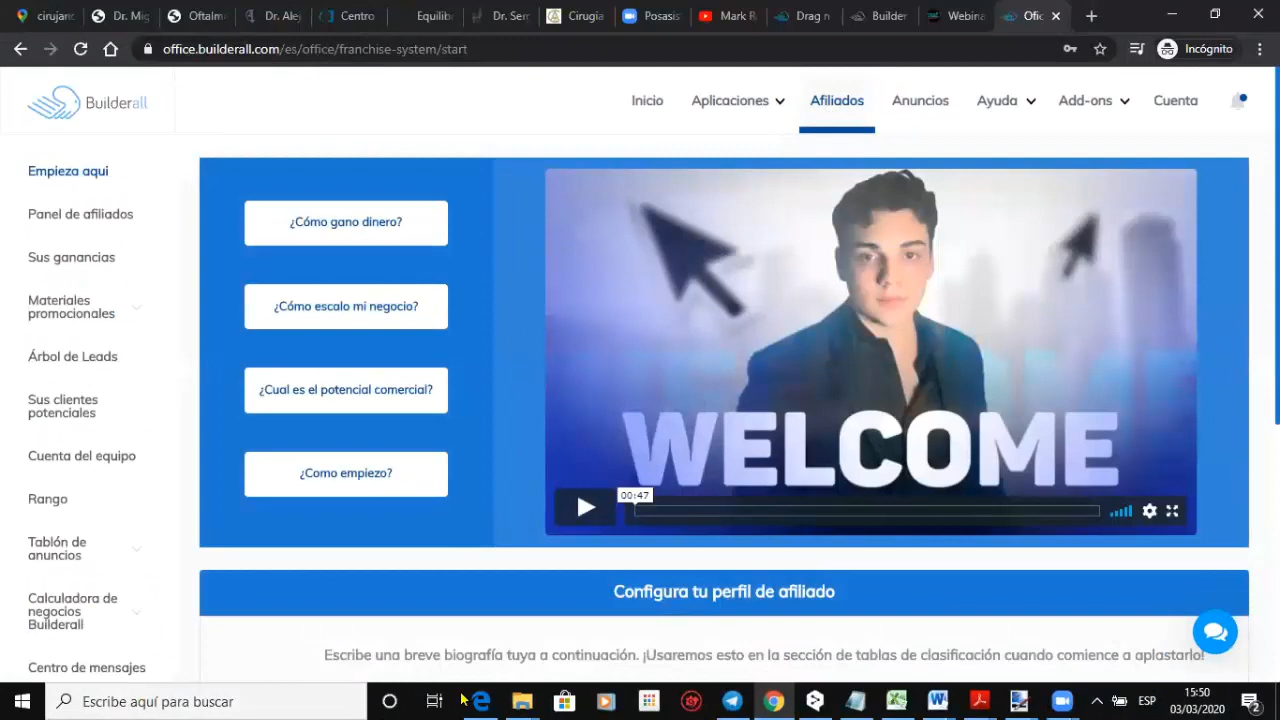 cirujano
Dr. Mig
Oftalm
Dr. Alej
Centro
Equilib
Dr. Serr
Cirugía
Posasis
Mark R
Drag n
Builder
Webina
Ofic
office.builderall.com/es/office/franchise-system/start
Incógnito
Builderall
Inicio
Aplicaciones
Afiliados
Anuncios
Ayuda
Add-ons
Cuenta
Empieza aqui
Panel de afiliados
Sus ganancias
Materiales
promocionales
Árbol de Leads
Sus clientes
potenciales
Cuenta del equipo
Rango
Tablón de
anuncios
Calculadora de
negocios
Builderall
Centro de mensajes
¿Cómo gano dinero?
¿Cómo escalo mi negocio?
¿Cual es el potencial comercial?
¿Como empiezo?
WELCOME
00:47
Configura tu perfil de afiliado
Escribe una breve biografía tuya a continuación. ¡Usaremos esto en la sección de tablas de clasificación cuando comience a aplastarlo!
Escribe aquí para buscar
ESP
15:50
03/03/2020
2